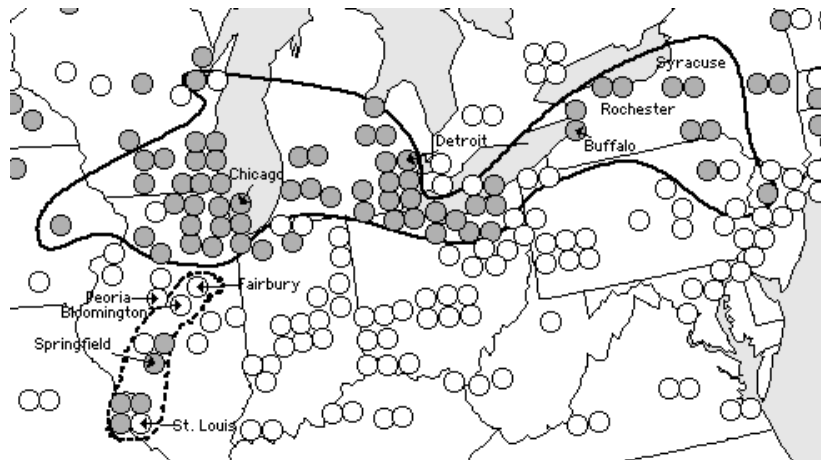 Syracuse
Rochester
Detroit
Buffalo
Chicago
Fairbury
Peoria
Bloomington
Springfield
St. Louis